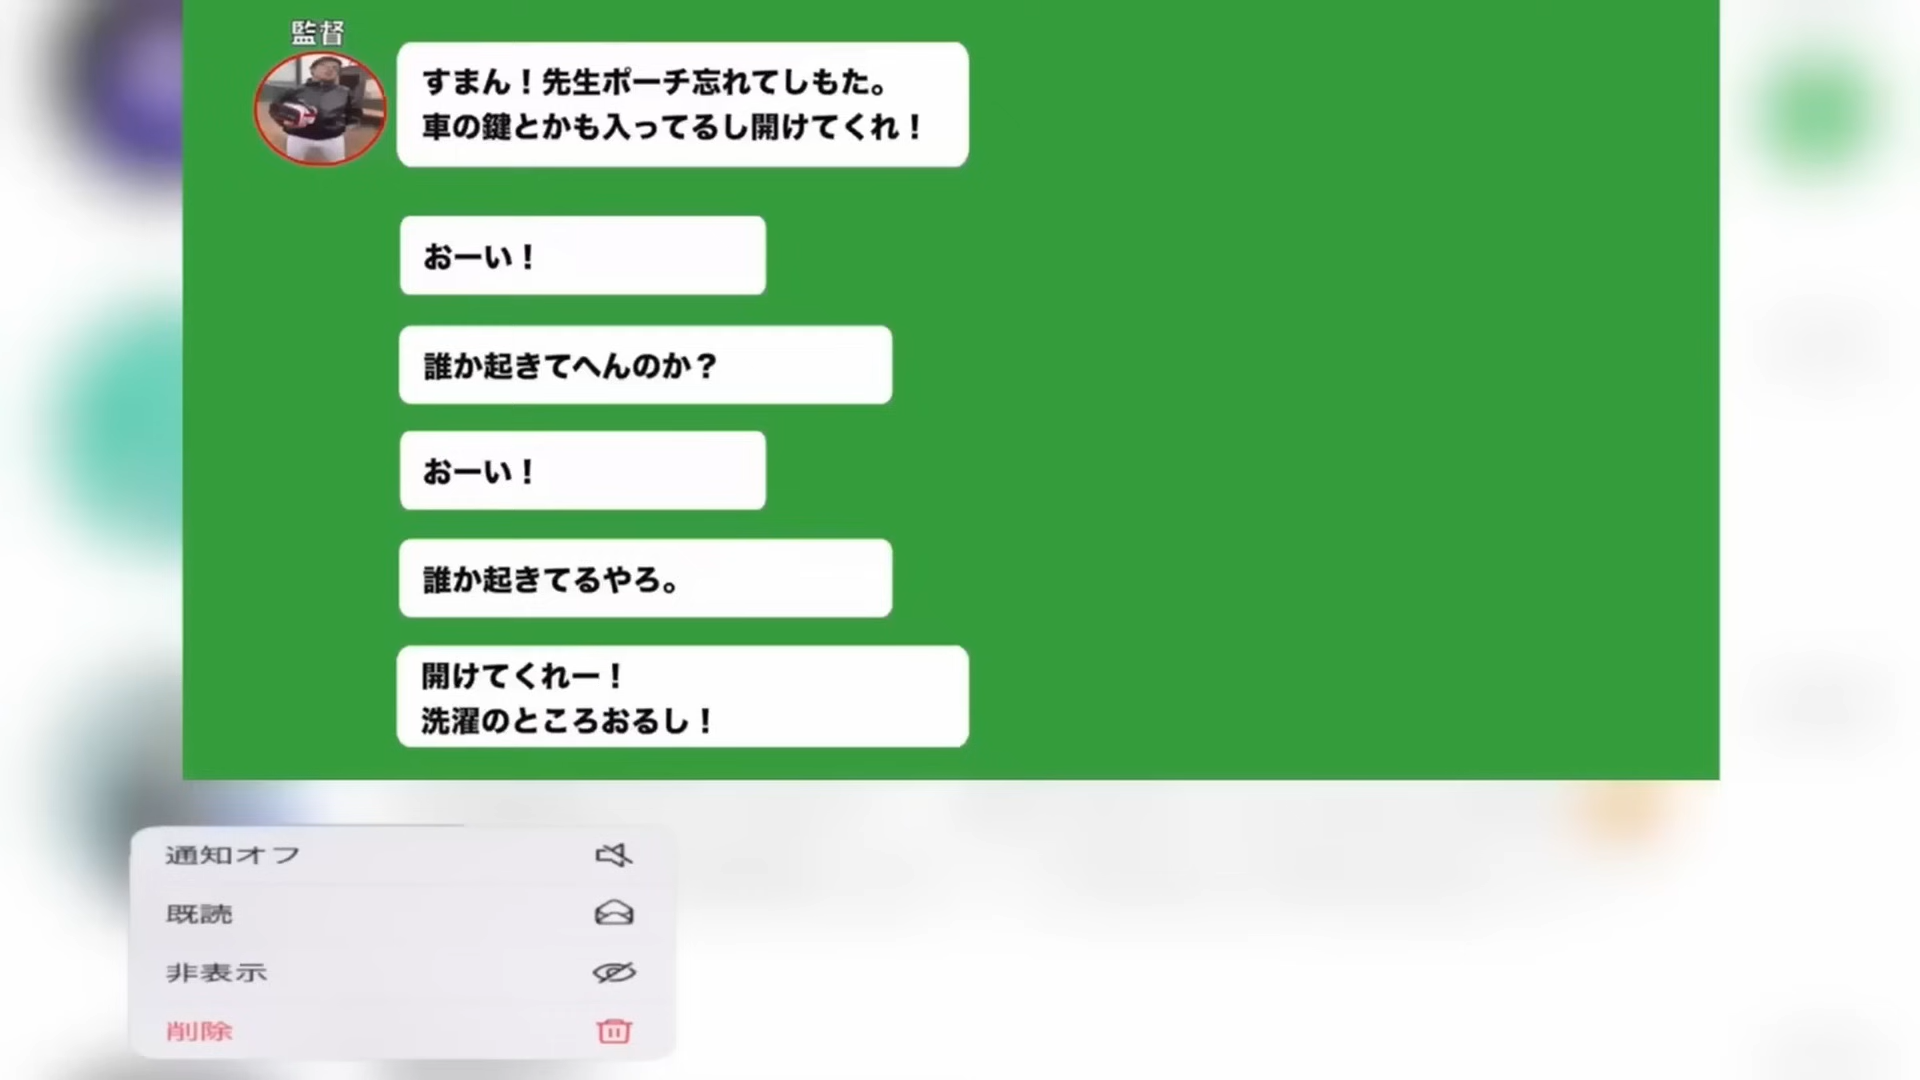 監督
すまん！先生ポーチ忘れてしもた。
車の鍵とかも入ってるし開けてくれ！
おーい！
誰か起きてへんのか？
おーい！
誰か起きてるやろ。
開けてくれー！
洗濯のところおるし！
通知オフ
既読
非表示
削除